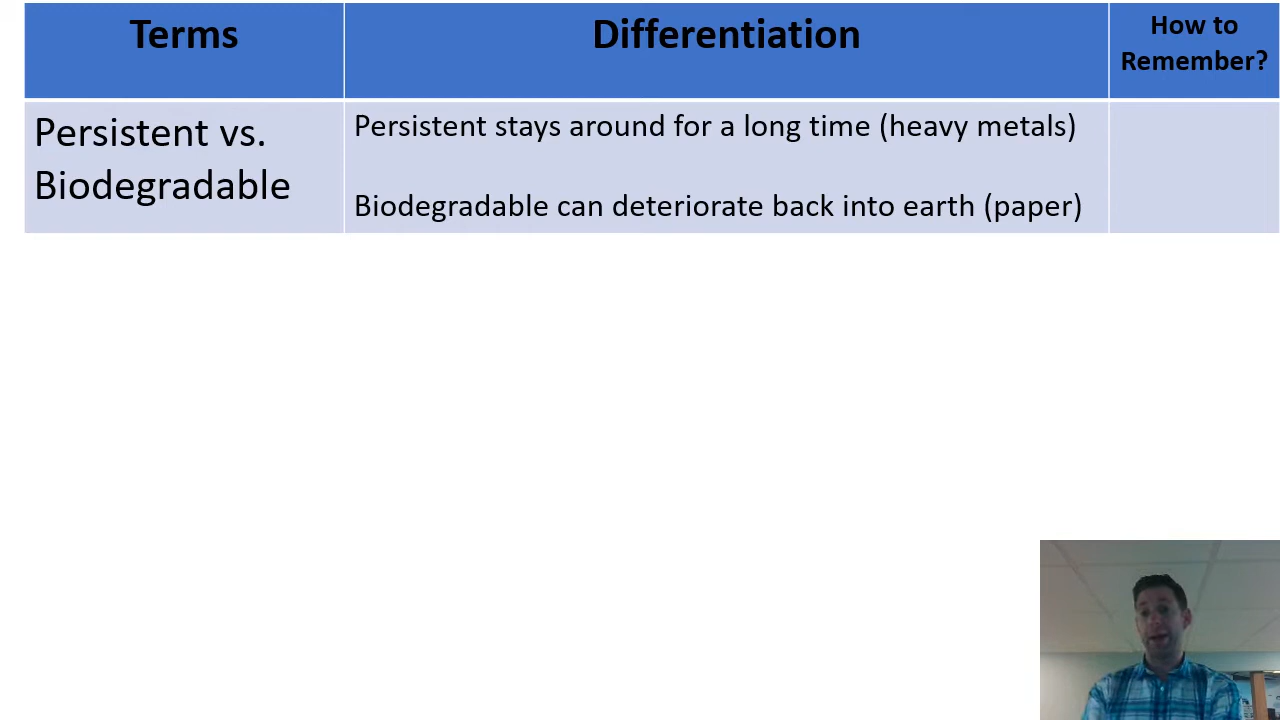 Terms
Differentiation
How to
Remember?
Persistent vs.
Biodegradable
Persistent stays around for a long time (heavy metals)
Biodegradable can deteriorate back into earth (paper)